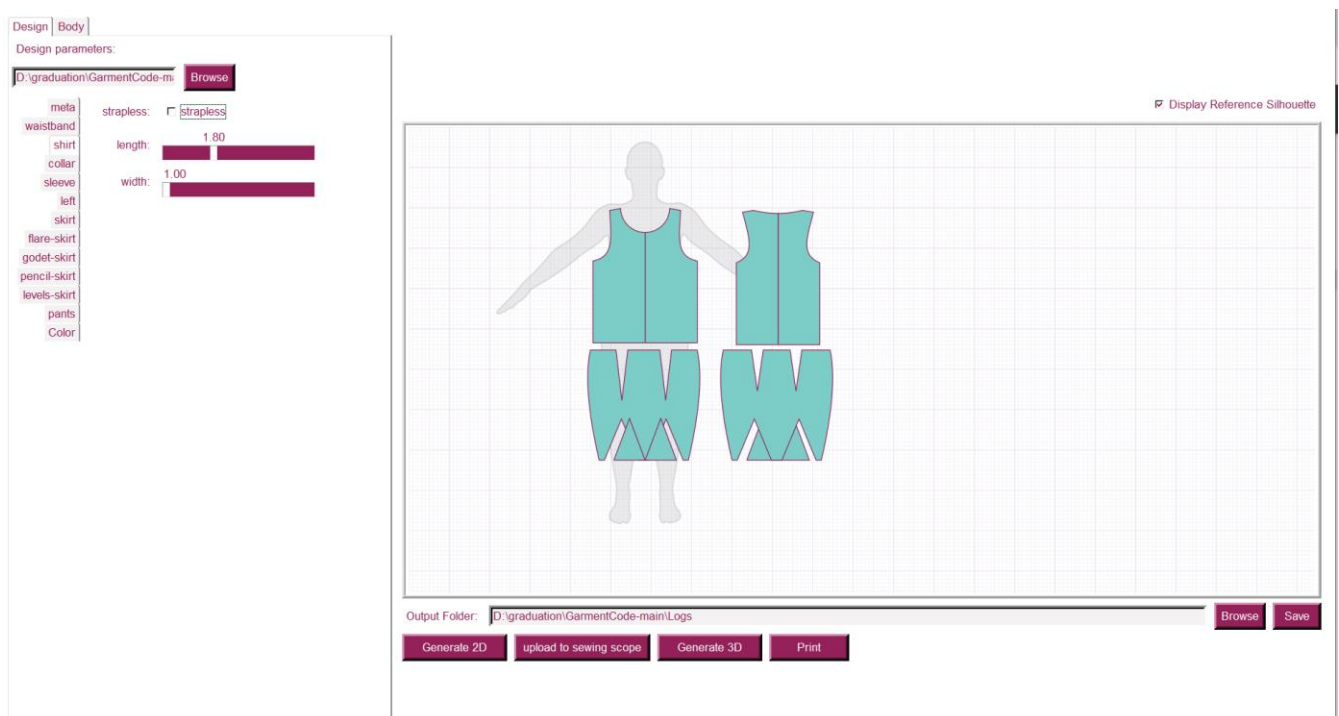 Design Body
Design parameters:
D:\graduation\GarmentCode-ma Browse
meta
waistband
shirt
collar
sleeve
left
skirt
flare-skirt
godet-skirt
pencil-skirt
levels-skirt
pants
Color
strapless: strapless
length: 1.80
width: 1.00
Display Reference Silhouette
Output Folder: D:\graduation\GarmentCode-main\Logs Browse Save
Generate 2D upload to sewing scope Generate 3D Print